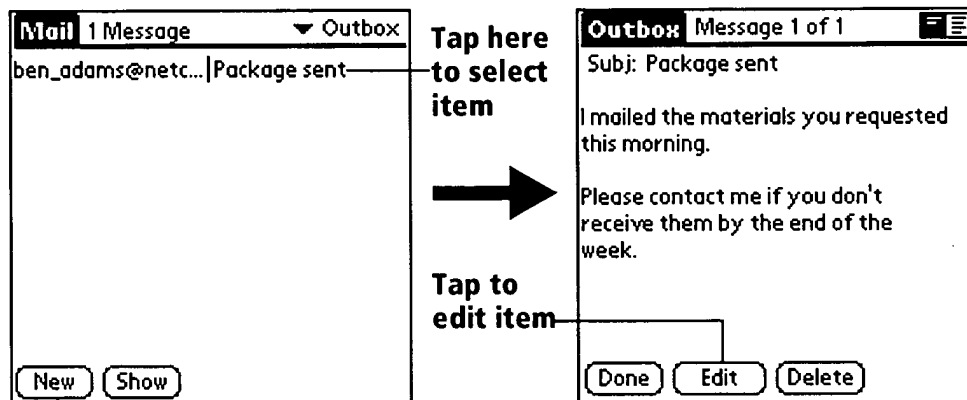 Mail 1 Message Outbox
ben_adams@netc... Package sent
New Show
Tap here
to select
item
Tap to
edit item
Outbox Message 1 of 1
Subj: Package sent
I mailed the materials you requested
this morning.
Please contact me if you don't
receive them by the end of the
week.
Done Edit Delete